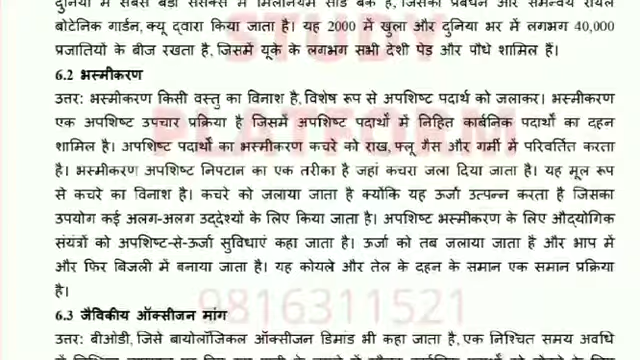 दुनिया में सबसे बड़ा ससेक्स में मिलेनियम सीड बैंक है, जिसका प्रबंधन और समन्वय रॉयल
बोटेनिक गार्डन, क्यू द्वारा किया जाता है। यह 2000 में खुला और दुनिया भर में लगभग 40,000
प्रजातियों के बीज रखता है, जिसमें यूके के लगभग सभी देशी पेड़ और पौधे शामिल हैं।
6.2 भस्मीकरण
उत्तर: भस्मीकरण किसी वस्तु का विनाश है, विशेष रूप से अपशिष्ट पदार्थ को जलाकर। भस्मीकरण
एक अपशिष्ट उपचार प्रक्रिया है जिसमें अपशिष्ट पदार्थों में निहित कार्बनिक पदार्थों का दहन
शामिल है। अपशिष्ट पदार्थों का भस्मीकरण कचरे को राख, फ्लू गैस और गर्मी में परिवर्तित करता
है। भस्मीकरण अपशिष्ट निपटान का एक तरीका है जहां कचरा जला दिया जाता है। यह मूल रूप
से कचरे का विनाश है। कचरे को जलाया जाता है क्योंकि यह ऊर्जा उत्पन्न करता है जिसका
उपयोग कई अलग-अलग उद्देश्यों के लिए किया जाता है। अपशिष्ट भस्मीकरण के लिए औद्योगिक
संयंत्रों को अपशिष्ट-से-ऊर्जा सुविधाएं कहा जाता है। ऊर्जा को तब जलाया जाता है और भाप में
और फिर बिजली में बनाया जाता है। यह कोयले और तेल के दहन के समान एक समान प्रक्रिया
है।
6.3 जैविकीय ऑक्सीजन मांग
उत्तर: बीओडी, जिसे बायोलॉजिकल ऑक्सीजन डिमांड भी कहा जाता है, एक निश्चित समय अवधि
STUDY
PLATFORM
9816311521